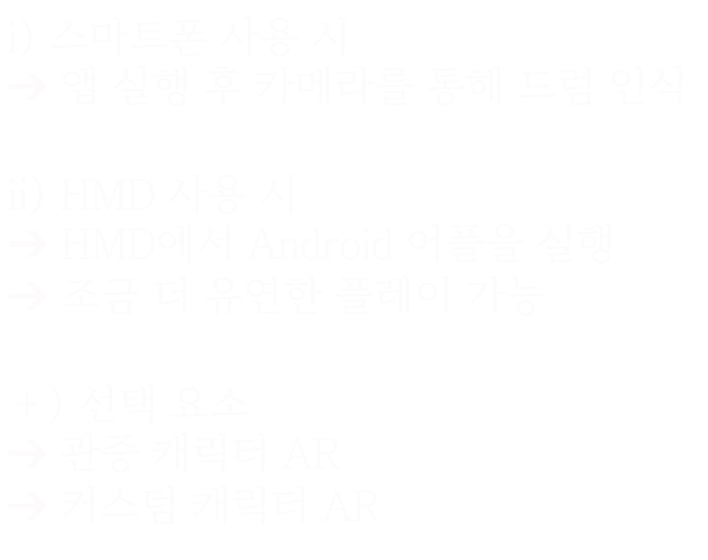 i) 스마트폰 사용 시
→ 앱 실행 후 카메라를 통해 드럼 인식
ii) HMD 사용 시
→ HMD에서 Android 어플을 실행
→ 조금 더 유연한 플레이 가능
+) 선택 요소
→ 관중 캐릭터 AR
→ 커스텀 캐릭터 AR